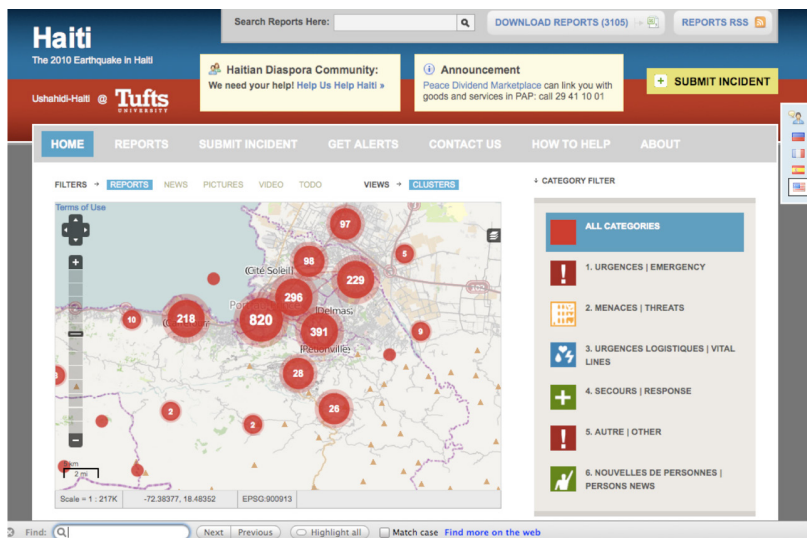 Search Reports Here:
DOWNLOAD REPORTS (3105)
REPORTS RSS
Haiti
The 2010 Earthquake in Haiti
Haitian Diaspora Community:
We need your help! Help Us Help Haiti »
Announcement
Peace Dividend Marketplace can link you with
goods and services in PAP: call 29 41 10 01
SUBMIT INCIDENT
Ushahidi-Haiti @ Tufts
UNIVERSITY
HOME REPORTS SUBMIT INCIDENT GET ALERTS CONTACT US HOW TO HELP ABOUT
FILTERS → REPORTS NEWS PICTURES VIDEO TODO VIEWS → CLUSTERS
↓ CATEGORY FILTER
Terms of Use
97
5
98
(Cité Soleil)
229
296
10
218
820
Delmas
391
9
28
2
26
2
2 mi
Scale = 1 : 217K -72.38377, 18.48352 EPSG:900913
ALL CATEGORIES
1. URGENCES | EMERGENCY
2. MENACES | THREATS
3. URGENCES LOGISTIQUES | VITAL
LINES
4. SECOURS | RESPONSE
5. AUTRE | OTHER
6. NOUVELLES DE PERSONNES |
PERSONS NEWS
Find: Next Previous Highlight all Match case Find more on the web